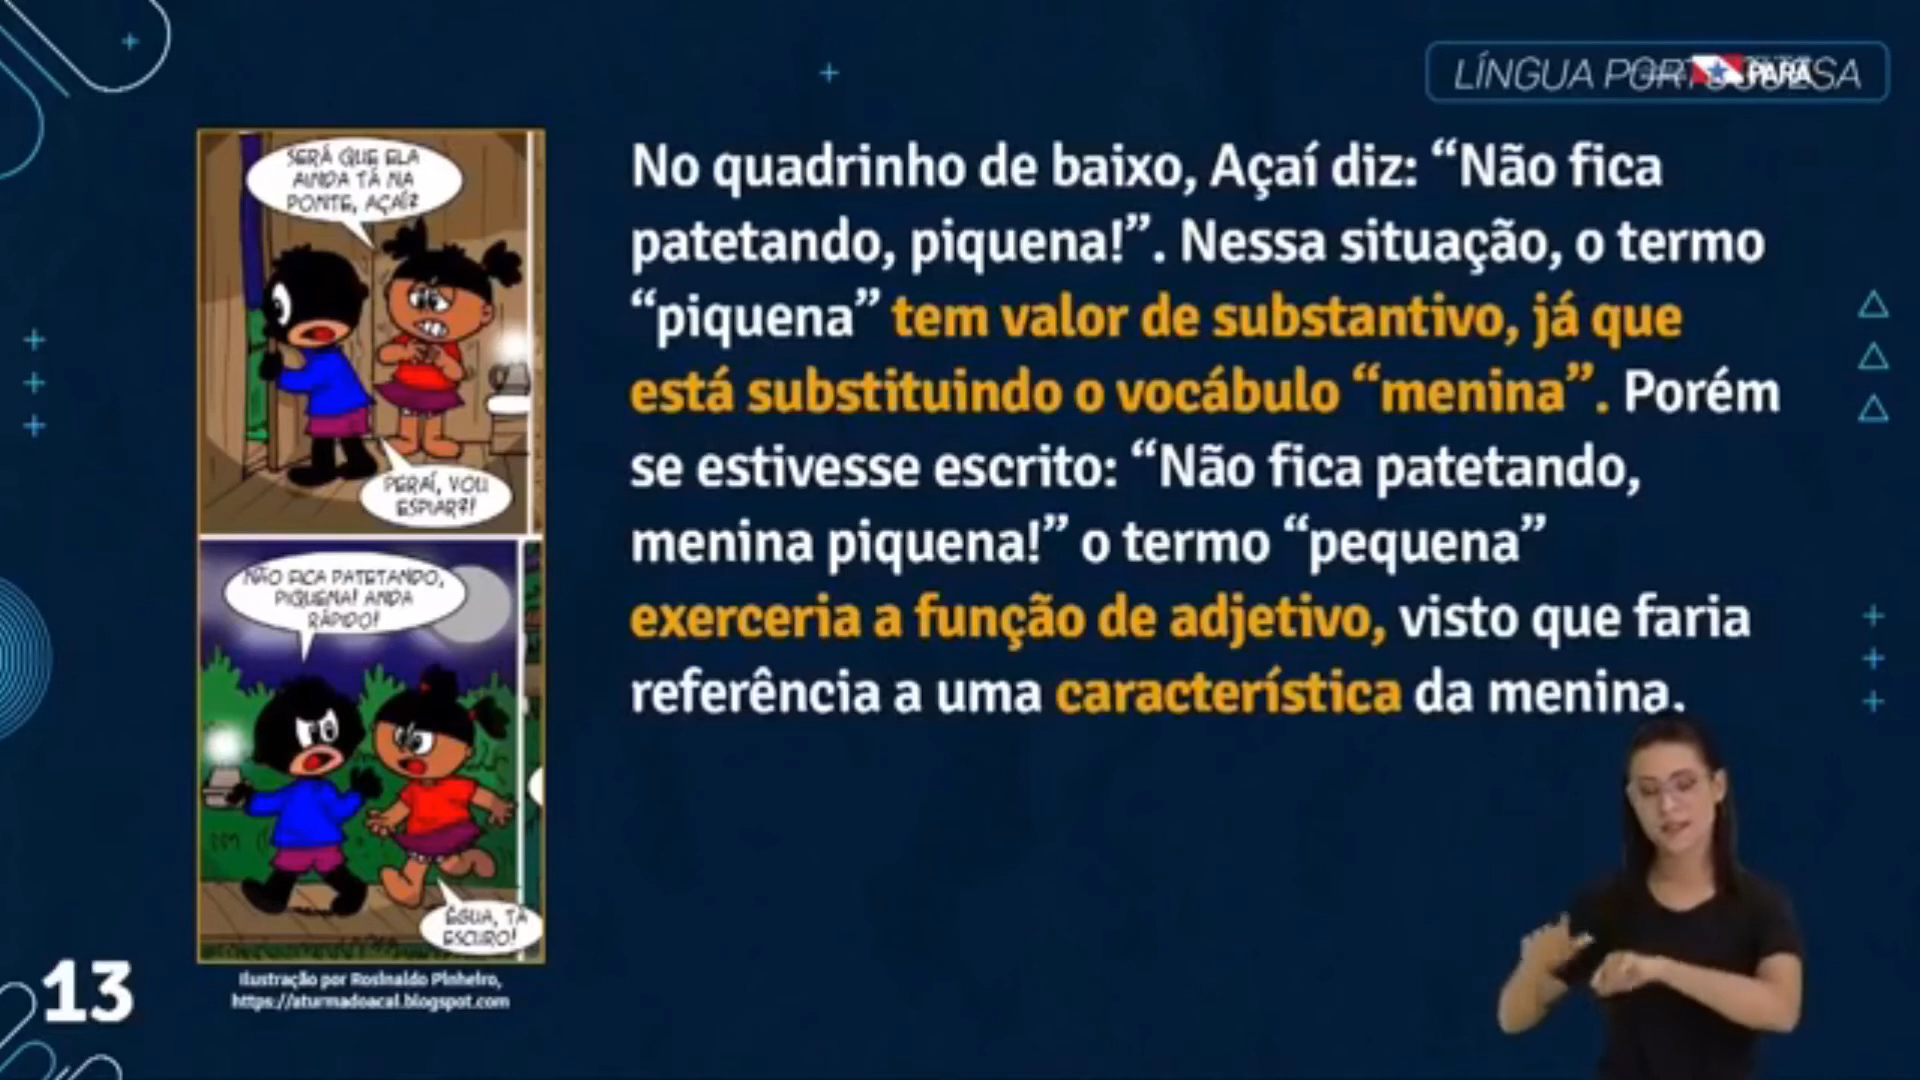 LÍNGUA PORTUGUESA
PARÁ
SERÁ QUE ELA
AINDA TÁ NA
PONTE, AÇAÍ?
PERAÍ, VOU
ESPIAR?!
NÃO FICA PATETANDO,
PIQUENA! ANDA
RÁPIDO!
ÉGUA, TÁ
ESCURO!
Ilustração por Rosinaldo Pinheiro,
https://aturmadoacai.blogspot.com
No quadrinho de baixo, Açaí diz: “Não fica
patetando, piquena!”. Nessa situação, o termo
“piquena” tem valor de substantivo, já que
está substituindo o vocábulo “menina”. Porém
se estivesse escrito: “Não fica patetando,
menina piquena!” o termo “pequena”
exerceria a função de adjetivo, visto que faria
referência a uma característica da menina.
13